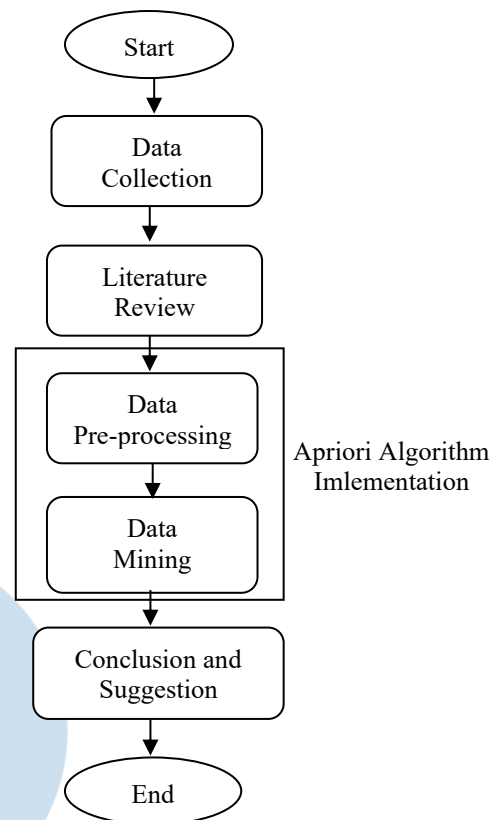 Start
Data
Collection
Literature
Review
Data
Pre-processing
Apriori Algorithm
Imlementation
Data
Mining
Conclusion and
Suggestion
End